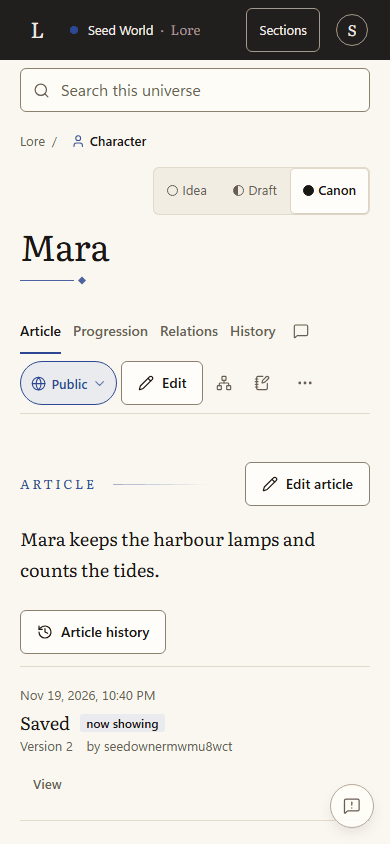 L Seed World · Lore Sections S
Search this universe
Lore / Character
Idea Draft Canon
Mara
Article Progression Relations History
Public Edit
ARTICLE Edit article
Mara keeps the harbour lamps and
counts the tides.
Article history
Nov 19, 2026, 10:40 PM
Saved now showing
Version 2 by seedownermwmu8wct
View